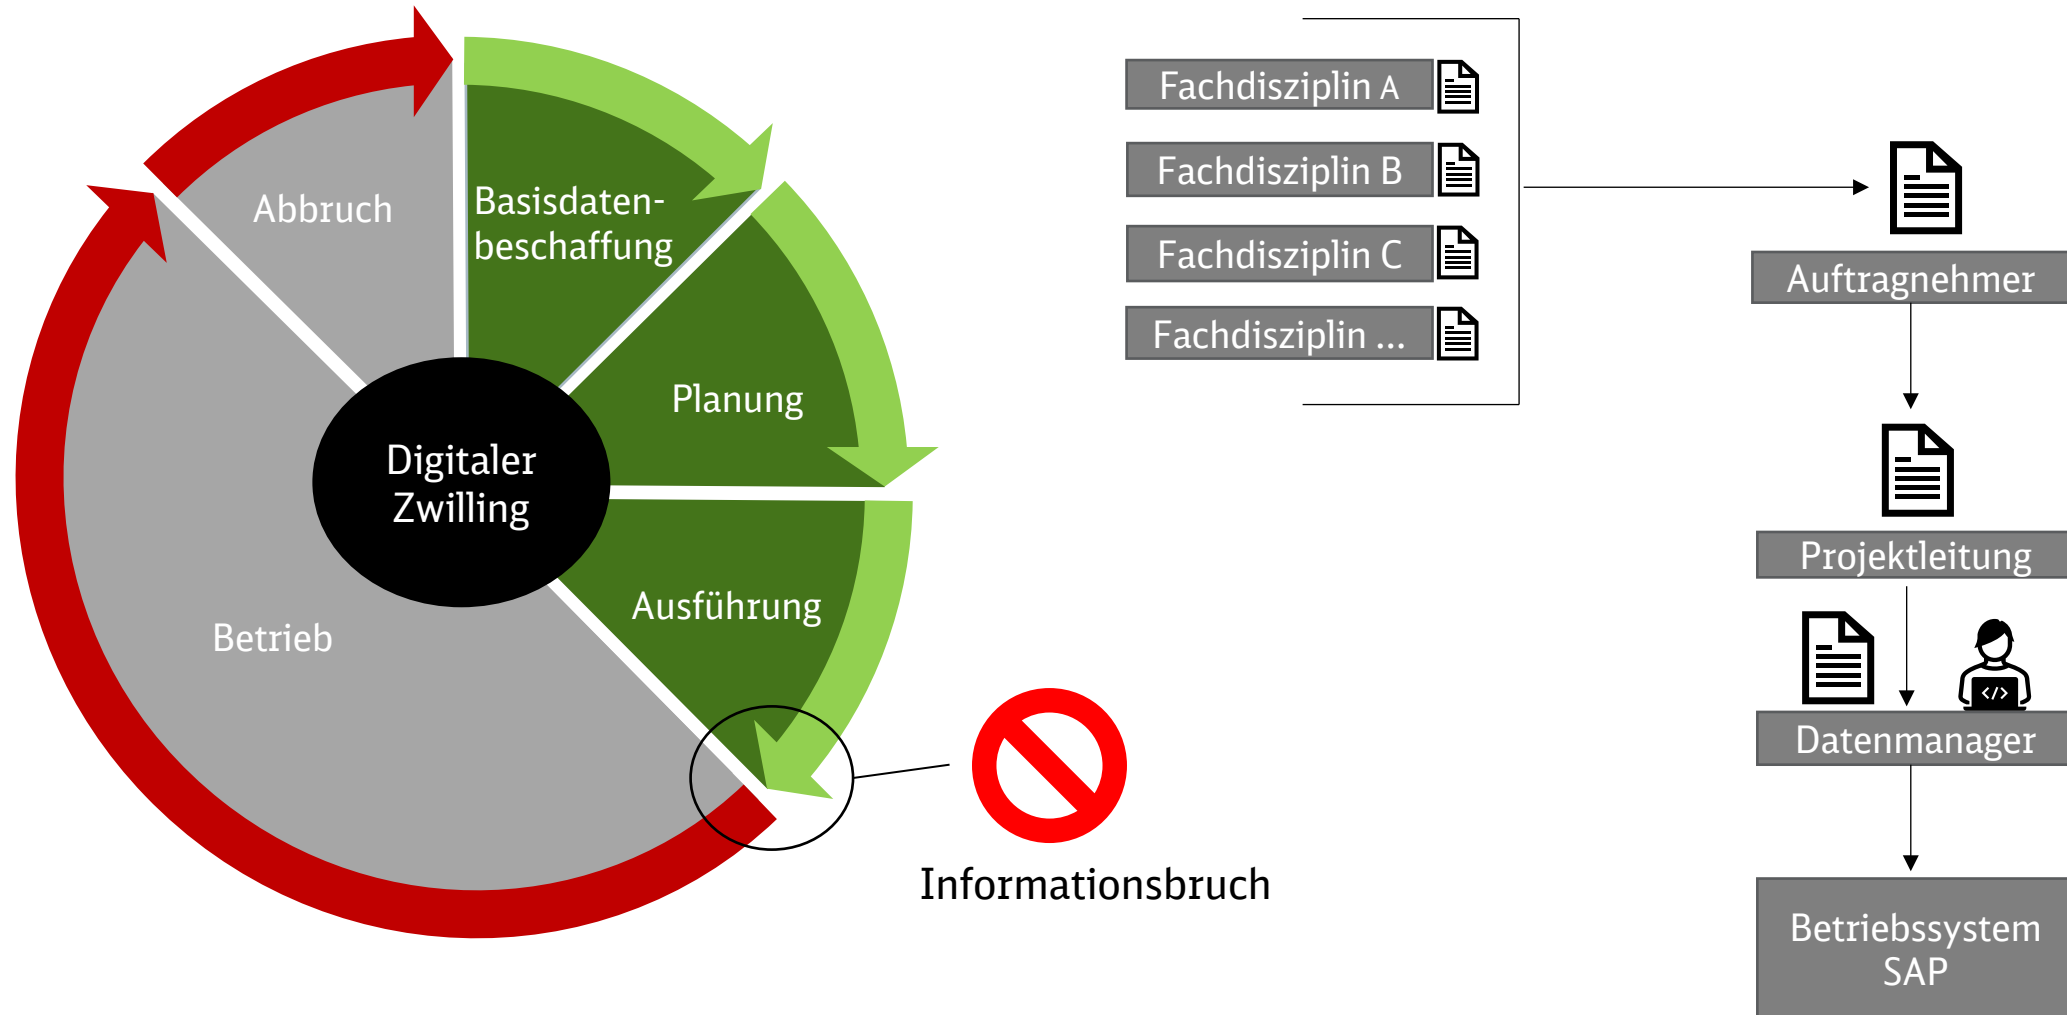 Abbruch
Basisdaten-
beschaffung
Planung
Digitaler
Zwilling
Ausführung
Betrieb
Informationsbruch
Fachdisziplin A
Fachdisziplin B
Fachdisziplin C
Fachdisziplin ...
Auftragnehmer
Projektleitung
</>
Datenmanager
Betriebssystem
SAP